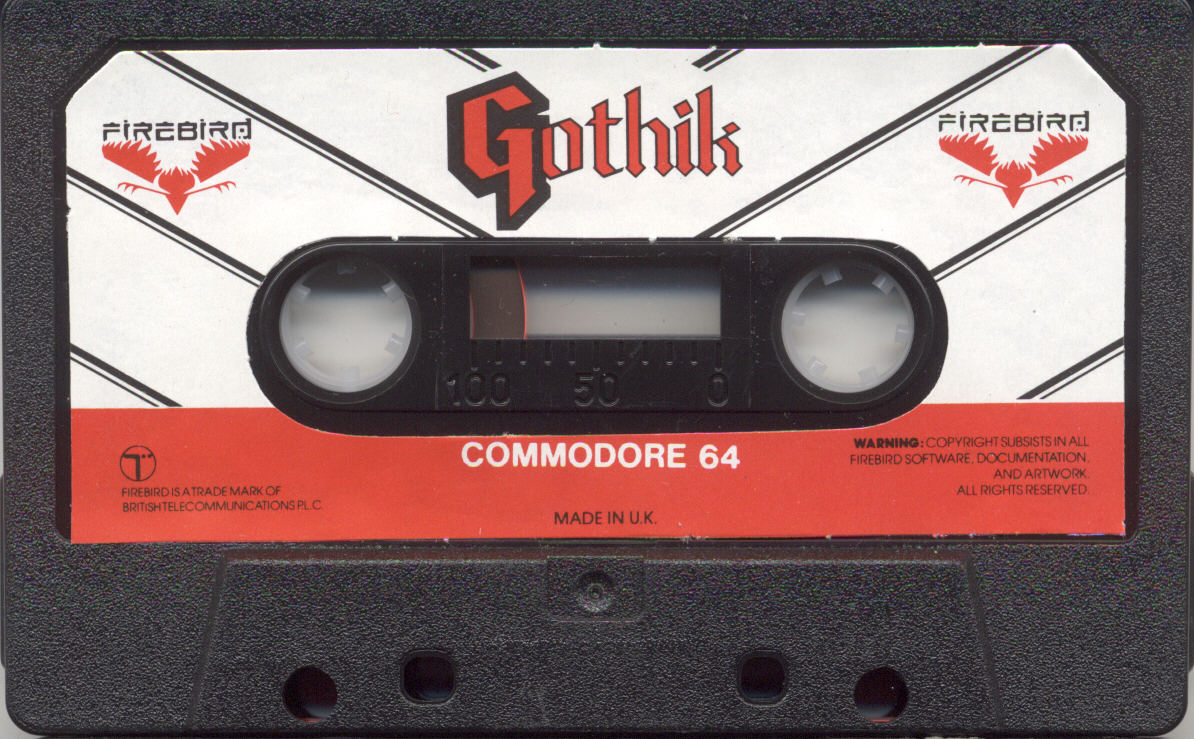 Gothik
FIREBIRD
FIREBIRD
100 50 0
COMMODORE 64
T
FIREBIRD IS A TRADE MARK OF
BRITISH TELECOMMUNICATIONS P.L.C.
WARNING: COPYRIGHT SUBSISTS IN ALL
FIREBIRD SOFTWARE, DOCUMENTATION,
AND ARTWORK.
ALL RIGHTS RESERVED.
MADE IN U.K.